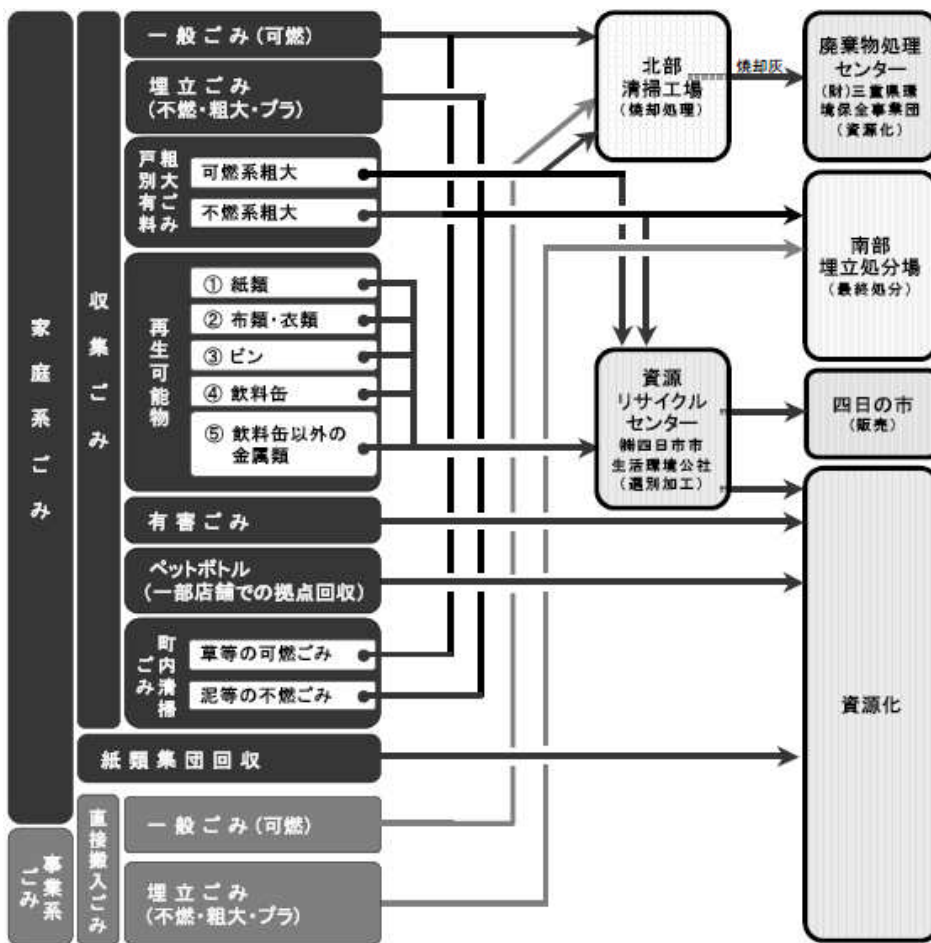 家庭系ごみ
事業系
ごみ
収集ごみ
直接搬入ごみ
一般ごみ(可燃)
埋立ごみ
(不燃・粗大・プラ)
粗大ごみ
戸別有料
可燃系粗大
不燃系粗大
再生可能物
① 紙類
② 布類・衣類
③ ビン
④ 飲料缶
⑤ 飲料缶以外の
金属類
有害ごみ
ペットボトル
(一部店舗での拠点回収)
町内清掃
ごみ
草等の可燃ごみ
泥等の不燃ごみ
紙類集団回収
一般ごみ(可燃)
埋立ごみ
(不燃・粗大・プラ)
北部
清掃工場
(焼却処理)
焼却灰
資源
リサイクル
センター
㈱四日市市
生活環境公社
(選別加工)
廃棄物処理
センター
(財)三重県環
境保全事業団
(資源化)
南部
埋立処分場
(最終処分)
四日の市
(販売)
資源化